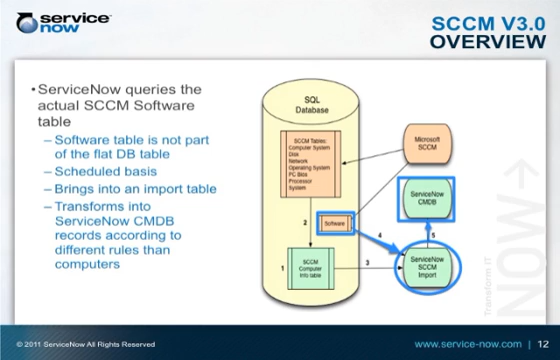 service
now
SCCM V3.0
OVERVIEW
•ServiceNow queries the
actual SCCM Software
table
– Software table is not part
of the flat DB table
– Scheduled basis
– Brings into an import table
– Transforms into
ServiceNow CMDB
records according to
different rules than
computers
SQL
Database
SCCM Tables:
Computer System
Disk
Network
Operating System
PC Bios
Processor
System
Microsoft
SCCM
ServiceNow
CMDB
2
Software
4
5
1
SCCM
Computer
Info table
3
ServiceNow
SCCM
Import
Transform IT
NOW
© 2011 ServiceNow All Rights Reserved
www.service-now.com | 12